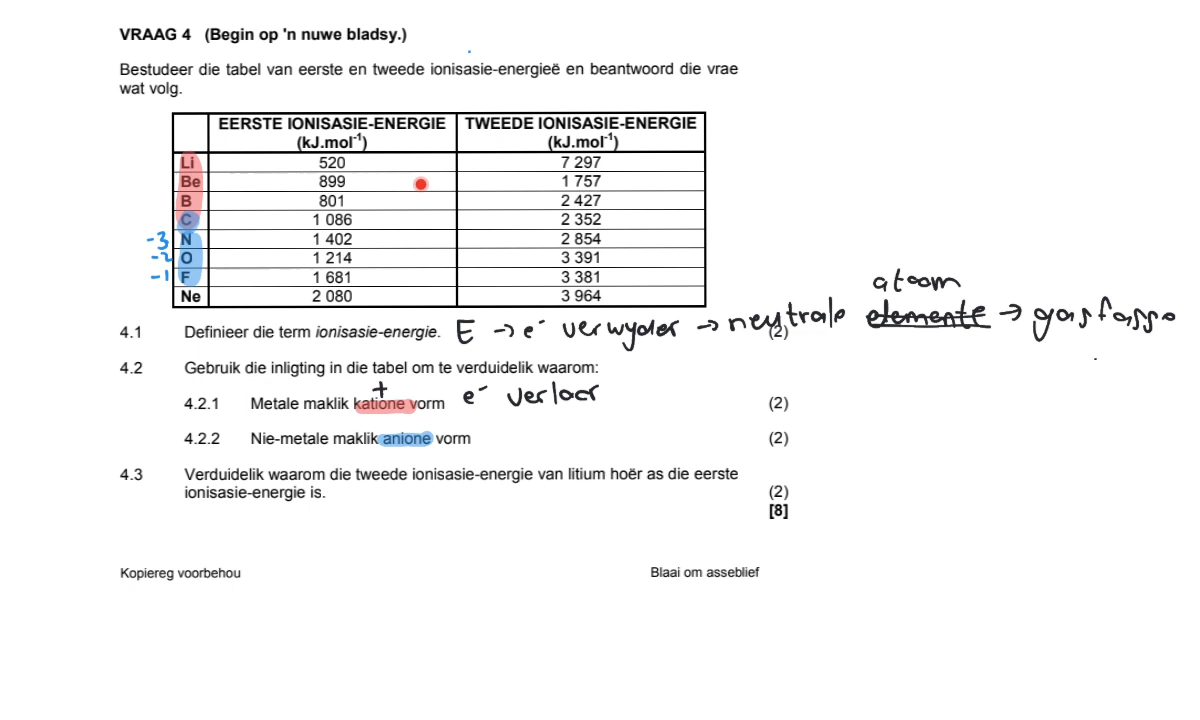 VRAAG 4 (Begin op 'n nuwe bladsy.)
Bestudeer die tabel van eerste en tweede ionisasie-energieë en beantwoord die vrae
wat volg.
EERSTE IONISASIE-ENERGIE (kJ.mol⁻¹) TWEEDE IONISASIE-ENERGIE (kJ.mol⁻¹)
Li 520 7 297
Be 899 1 757
B 801 2 427
C 1 086 2 352
-3 N 1 402 2 854
-2 O 1 214 3 391
-1 F 1 681 3 381
Ne 2 080 3 964
atoom
4.1 Definieer die term ionisasie-energie. E → e⁻ verwyder → neutrale elemente → gasfasse (2)
4.2 Gebruik die inligting in die tabel om te verduidelik waarom:
+
4.2.1 Metale maklik katione vorm e⁻ verloor (2)
4.2.2 Nie-metale maklik anione vorm (2)
4.3 Verduidelik waarom die tweede ionisasie-energie van litium hoër as die eerste
ionisasie-energie is. (2)
[8]
Kopiereg voorbehou Blaai om asseblief